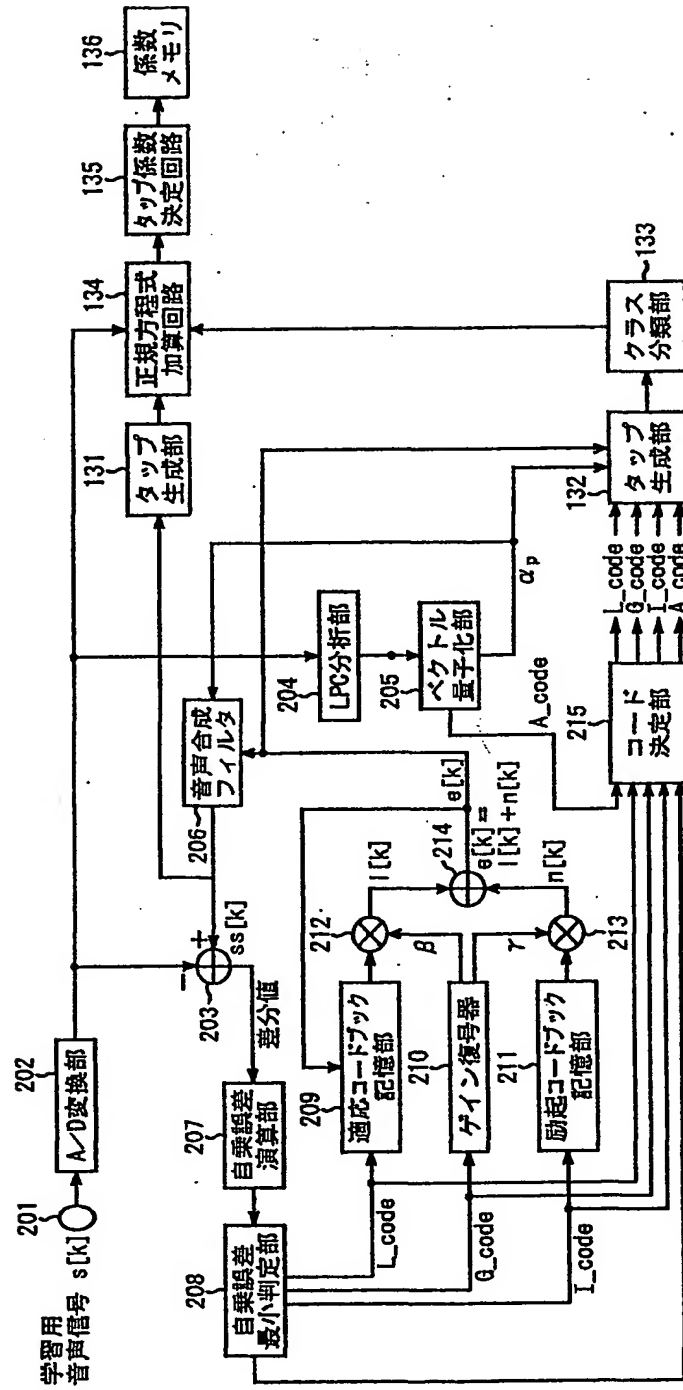 学習用
音声信号 s[k]
201
202
A/D変換部
203
差分値
ss[k]
206
音声合成
フィルタ
131
タップ
生成部
134
正規方程式
加算回路
135
タップ係数
決定回路
136
係数
メモリ
204
LPC分析部
205
ベクトル
量子化部
αp
A_code
207
自乗誤差
演算部
208
自乗誤差
最小判定部
L_code
G_code
I_code
209
適応コードブック
記憶部
210
ゲイン復号器
211
励起コードブック
記憶部
212
l[k]
β
γ
213
n[k]
214
e[k]
e[k]=
l[k]+n[k]
215
コード
決定部
L_code
G_code
I_code
A_code
132
タップ
生成部
133
クラス
分類部
+
-